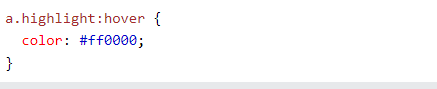 a.highlight:hover {
  color: #ff0000;
}